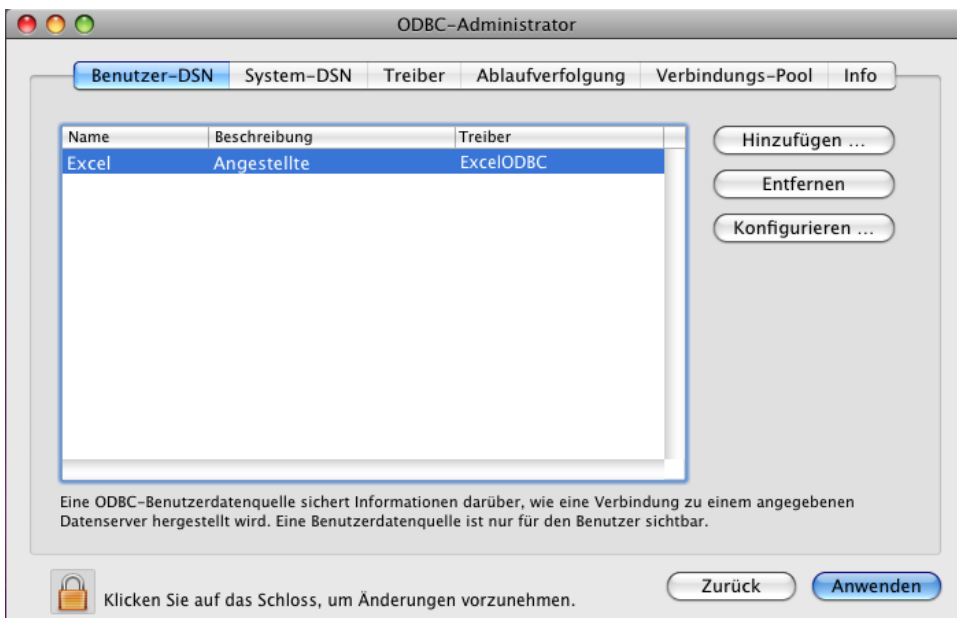 ODBC-Administrator
Benutzer-DSN System-DSN Treiber Ablaufverfolgung Verbindungs-Pool Info
Name Beschreibung Treiber
Excel Angestellte ExcelODBC
Hinzufügen ...
Entfernen
Konfigurieren ...
Eine ODBC-Benutzerdatenquelle sichert Informationen darüber, wie eine Verbindung zu einem angegebenen
Datenserver hergestellt wird. Eine Benutzerdatenquelle ist nur für den Benutzer sichtbar.
Klicken Sie auf das Schloss, um Änderungen vorzunehmen.
Zurück Anwenden